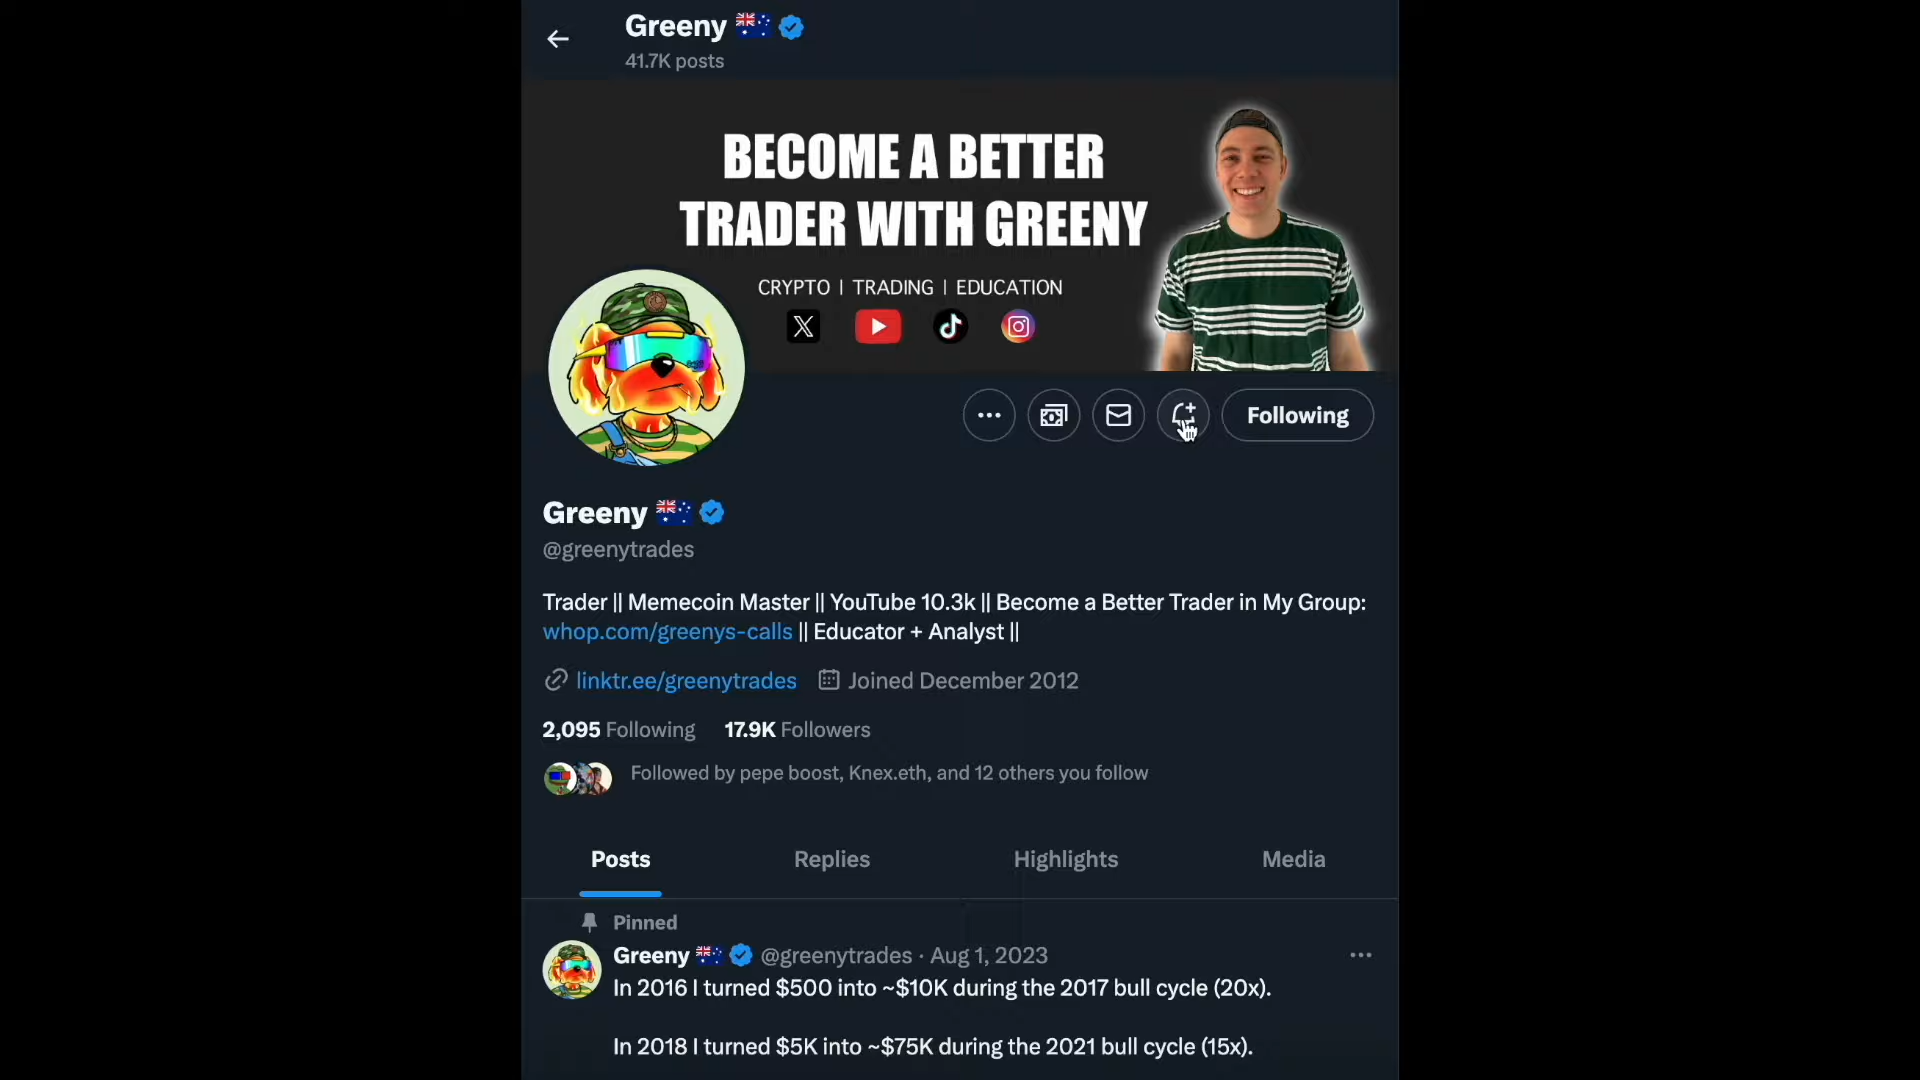 Greeny 🇦🇺
41.7K posts
BECOME A BETTER
TRADER WITH GREENY
CRYPTO | TRADING | EDUCATION
Following
Greeny 🇦🇺
@greenytrades
Trader || Memecoin Master || YouTube 10.3k || Become a Better Trader in My Group:
whop.com/greenys-calls || Educator + Analyst ||
linktr.ee/greenytrades Joined December 2012
2,095 Following 17.9K Followers
Followed by pepe boost, Knex.eth, and 12 others you follow
Posts Replies Highlights Media
Pinned
Greeny 🇦🇺 @greenytrades · Aug 1, 2023
In 2016 I turned $500 into ~$10K during the 2017 bull cycle (20x).
In 2018 I turned $5K into ~$75K during the 2021 bull cycle (15x).